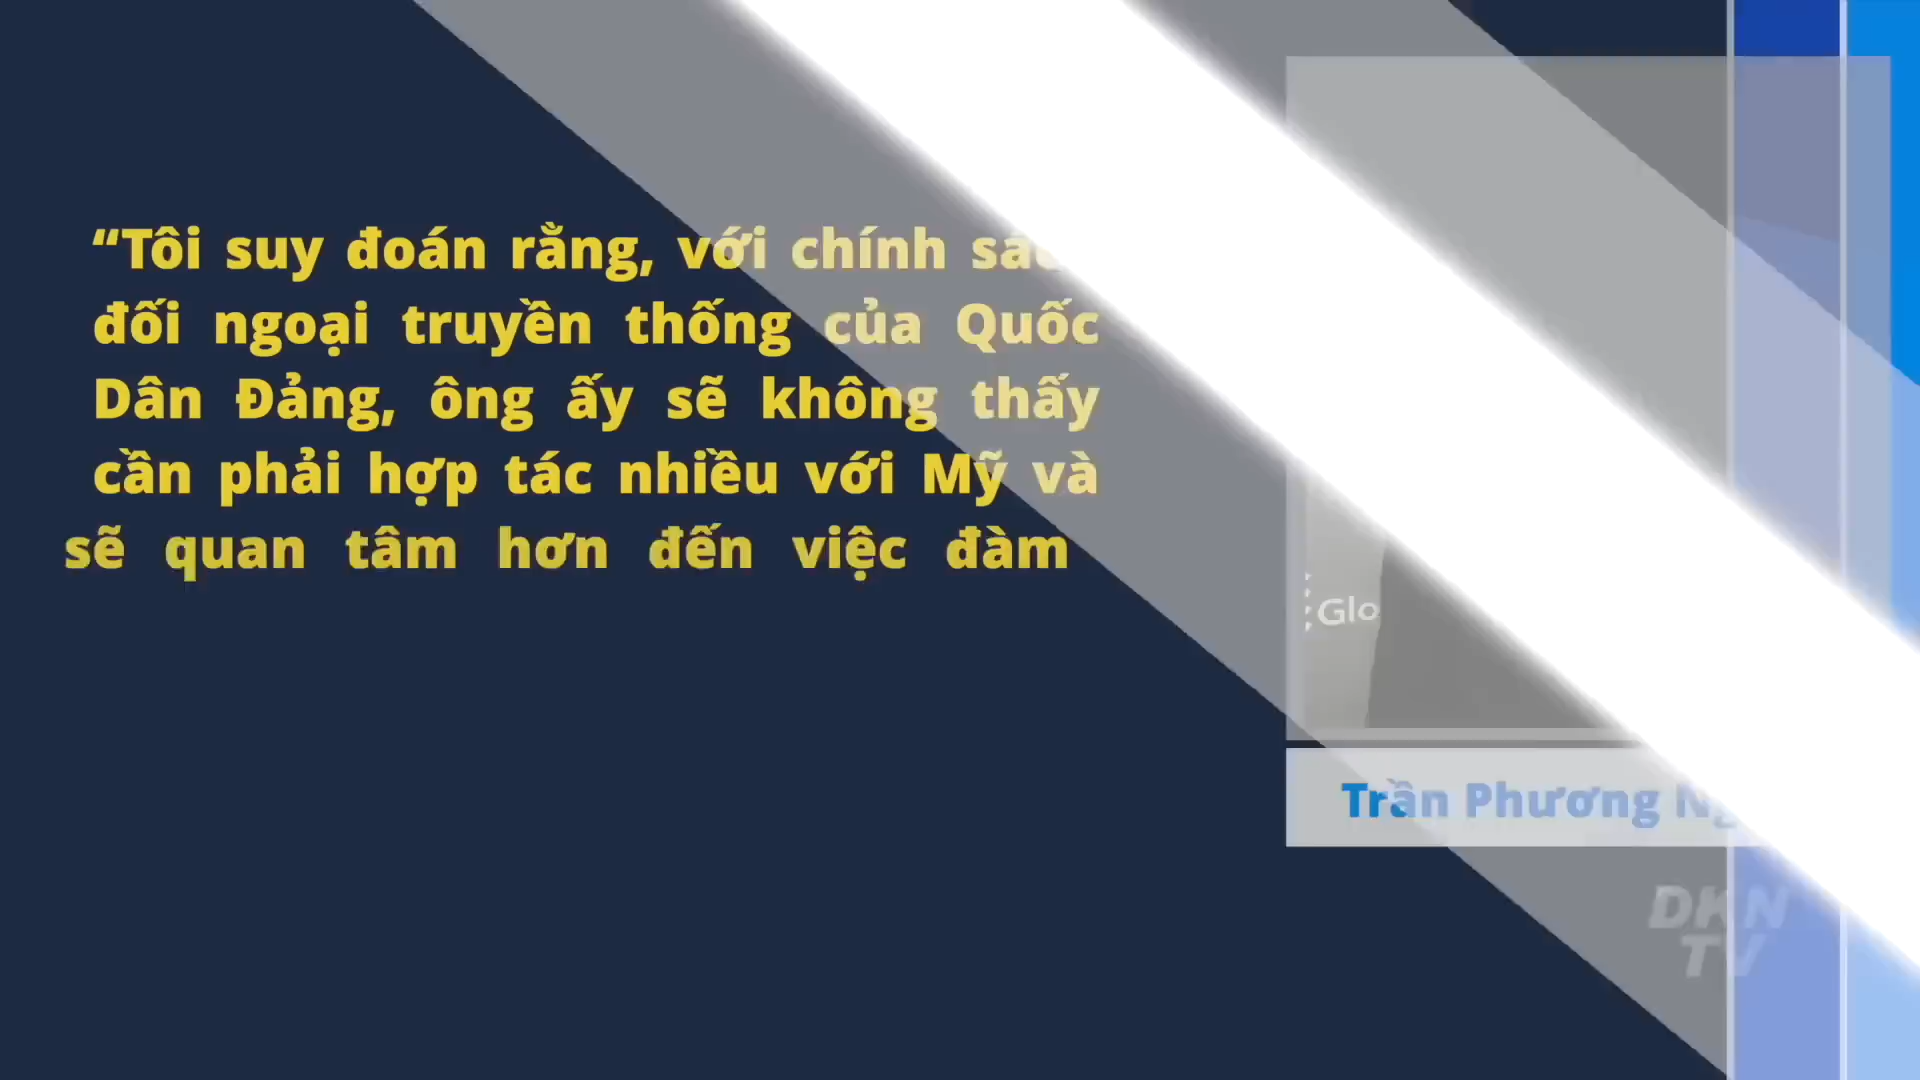 “Tôi suy đoán rằng, với chính
đối ngoại truyền thống của Quốc
Dân Đảng, ông ấy sẽ không thấy
cần phải hợp tác nhiều với Mỹ và
sẽ quan tâm hơn đến việc đàm
Glo
Trần Phương
DKN
TV